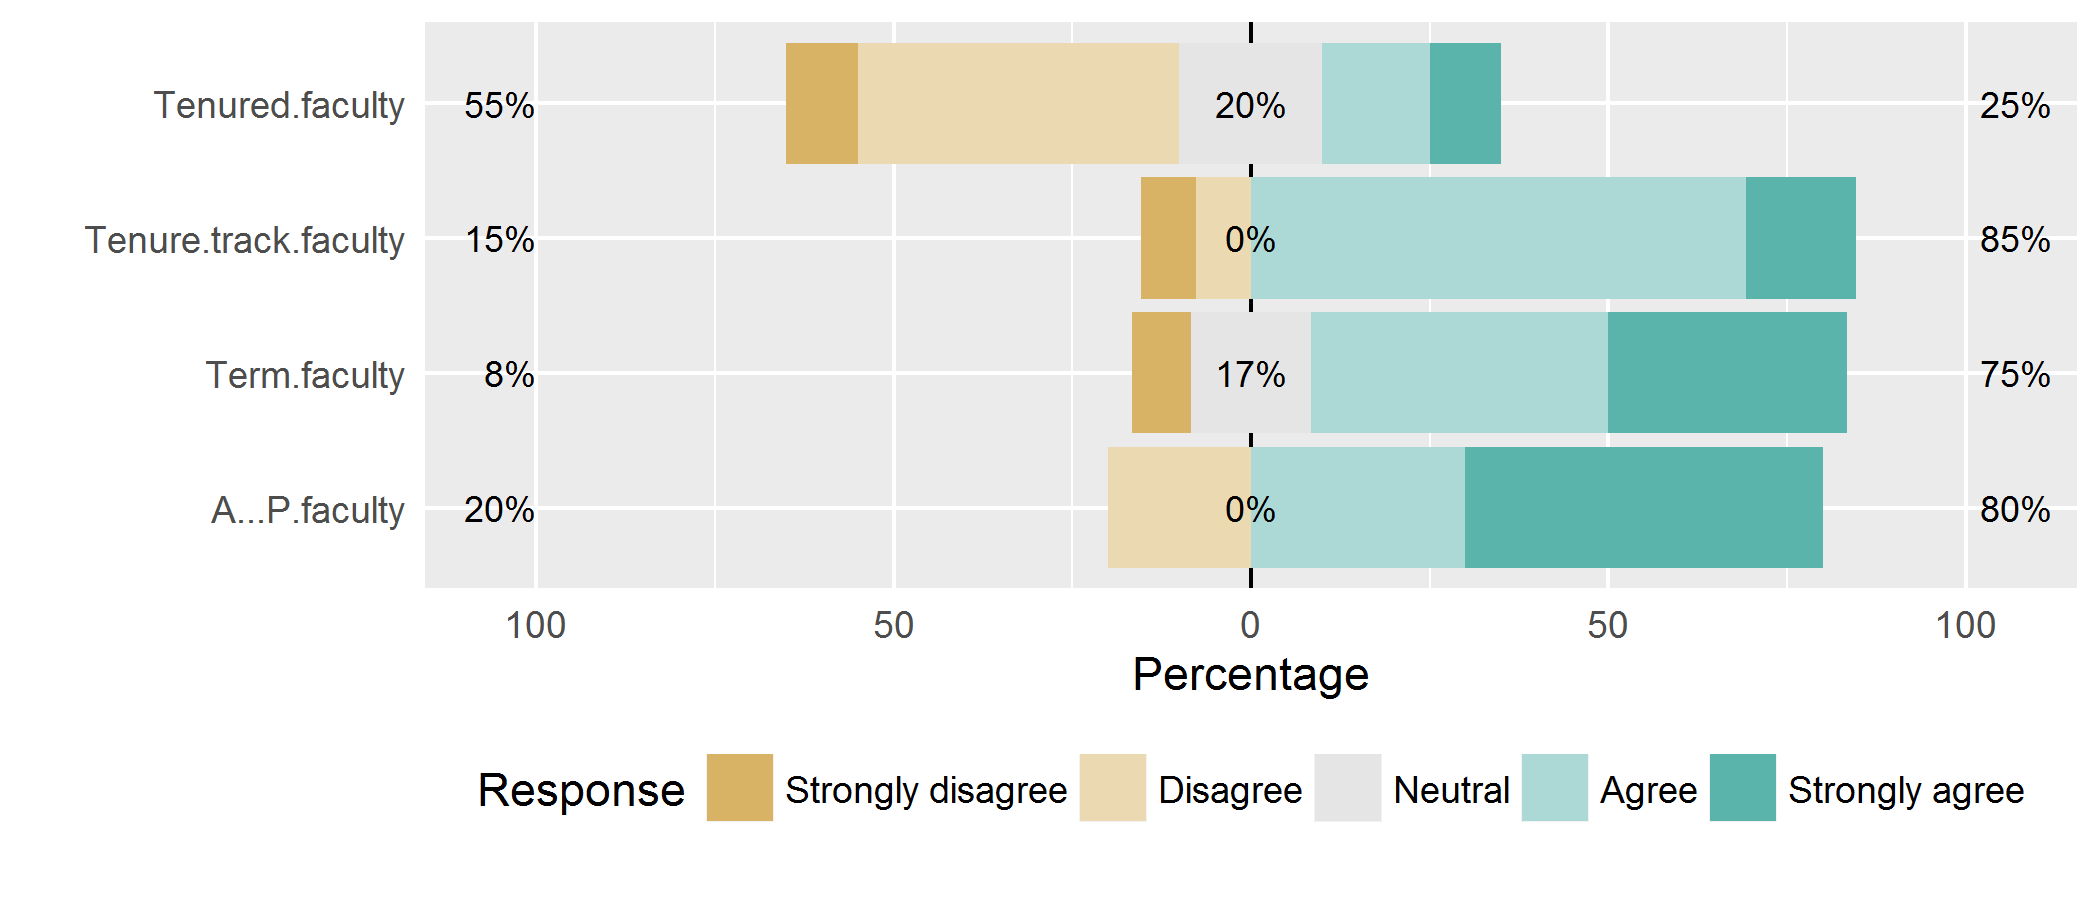 Tenured.faculty 55% 20% 25%
Tenure.track.faculty 15% 0% 85%
Term.faculty 8% 17% 75%
A...P.faculty 20% 0% 80%
100 50 0 50 100
Percentage
Response Strongly disagree Disagree Neutral Agree Strongly agree